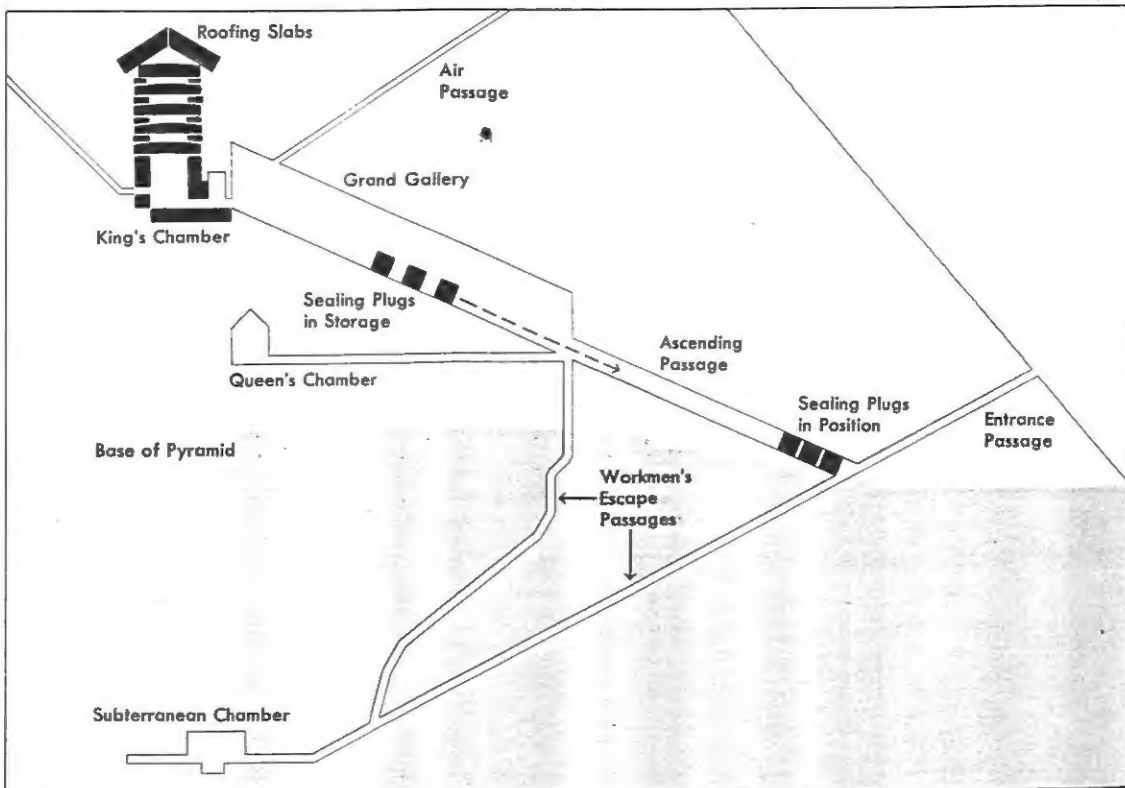 Roofing Slabs
Air
Passage
Grand Gallery
King's Chamber
Sealing Plugs
in Storage
Ascending
Passage
Queen's Chamber
Sealing Plugs
in Position
Entrance
Passage
Base of Pyramid
Workmen's
Escape
Passages
Subterranean Chamber